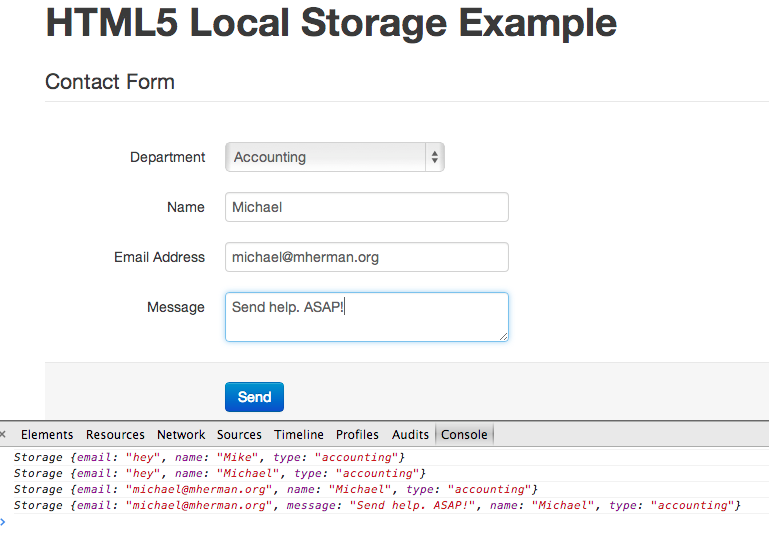 HTML5 Local Storage Example
Contact Form
Department Accounting
Name Michael
Email Address michael@mherman.org
Message Send help. ASAP!
Send
× Elements Resources Network Sources Timeline Profiles Audits Console
Storage {email: "hey", name: "Mike", type: "accounting"}
Storage {email: "hey", name: "Michael", type: "accounting"}
Storage {email: "michael@mherman.org", name: "Michael", type: "accounting"}
Storage {email: "michael@mherman.org", message: "Send help. ASAP!", name: "Michael", type: "accounting"}
>